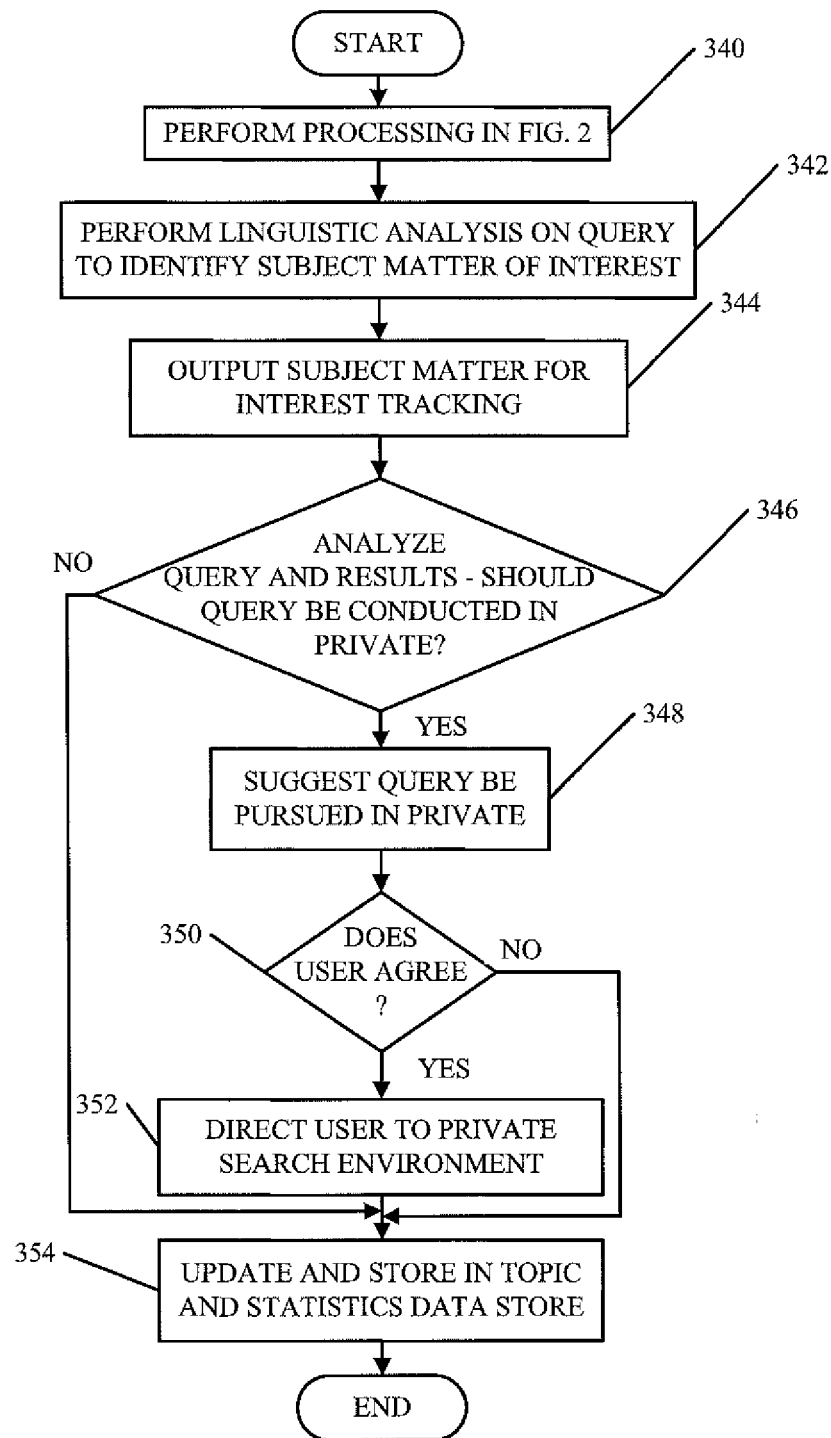 START
340
PERFORM PROCESSING IN FIG. 2
342
PERFORM LINGUISTIC ANALYSIS ON QUERY
TO IDENTIFY SUBJECT MATTER OF INTEREST
344
OUTPUT SUBJECT MATTER FOR
INTEREST TRACKING
346
NO
ANALYZE
QUERY AND RESULTS - SHOULD
QUERY BE CONDUCTED IN
PRIVATE?
YES
348
SUGGEST QUERY BE
PURSUED IN PRIVATE
350
DOES
USER AGREE
?
NO
YES
352
DIRECT USER TO PRIVATE
SEARCH ENVIRONMENT
354
UPDATE AND STORE IN TOPIC
AND STATISTICS DATA STORE
END